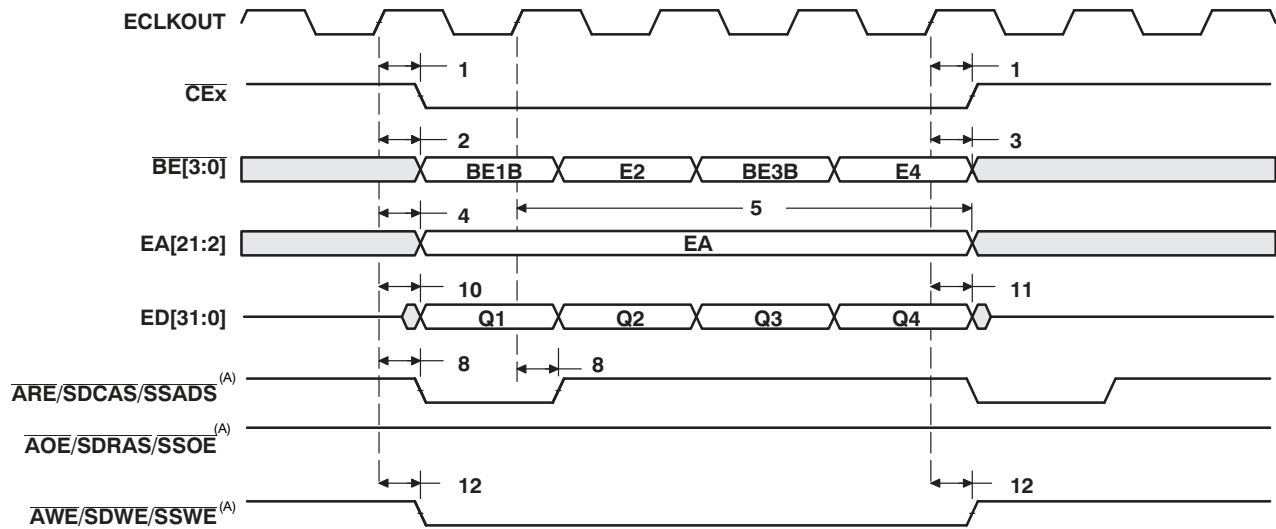 ECLKOUT
1 1
CEx
2 3
BE[3:0] BE1B E2 BE3B E4
4 5
EA[21:2] EA
10 11
ED[31:0] Q1 Q2 Q3 Q4
8 8
ARE/SDCAS/SSADS(A)
AOE/SDRAS/SSOE(A)
12 12
AWE/SDWE/SSWE(A)